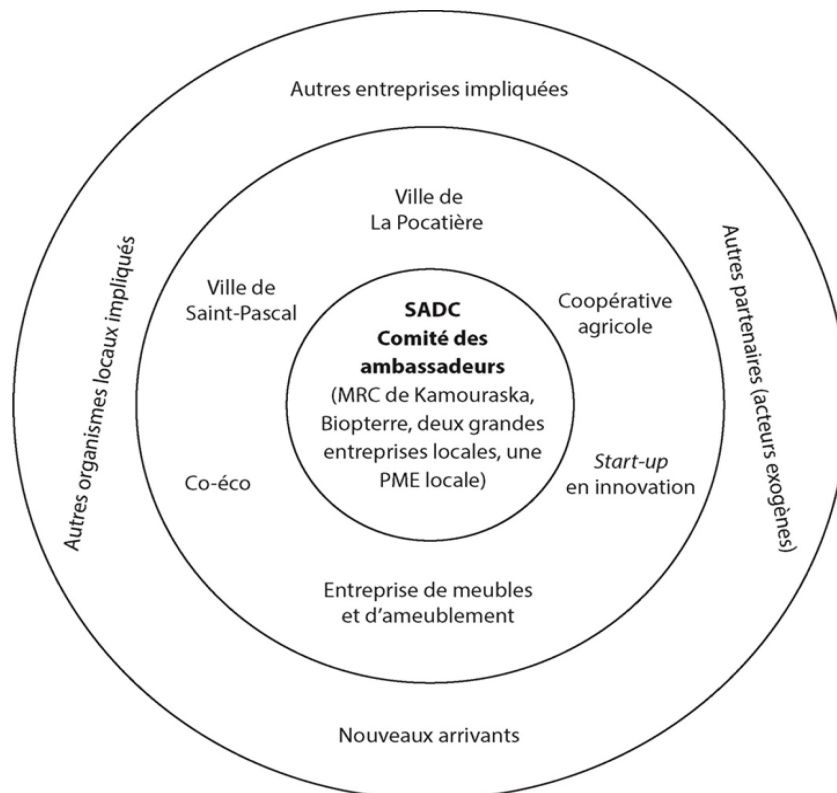 Autres entreprises impliquées
Autres organismes locaux impliqués
Autres partenaires (acteurs exogènes)
Ville de
La Pocatière
Ville de
Saint-Pascal
Coopérative
agricole
SADC
Comité des
ambassadeurs
(MRC de Kamouraska,
Biopterre, deux grandes
entreprises locales, une
PME locale)
Co-éco
Start-up
en innovation
Entreprise de meubles
et d’ameublement
Nouveaux arrivants